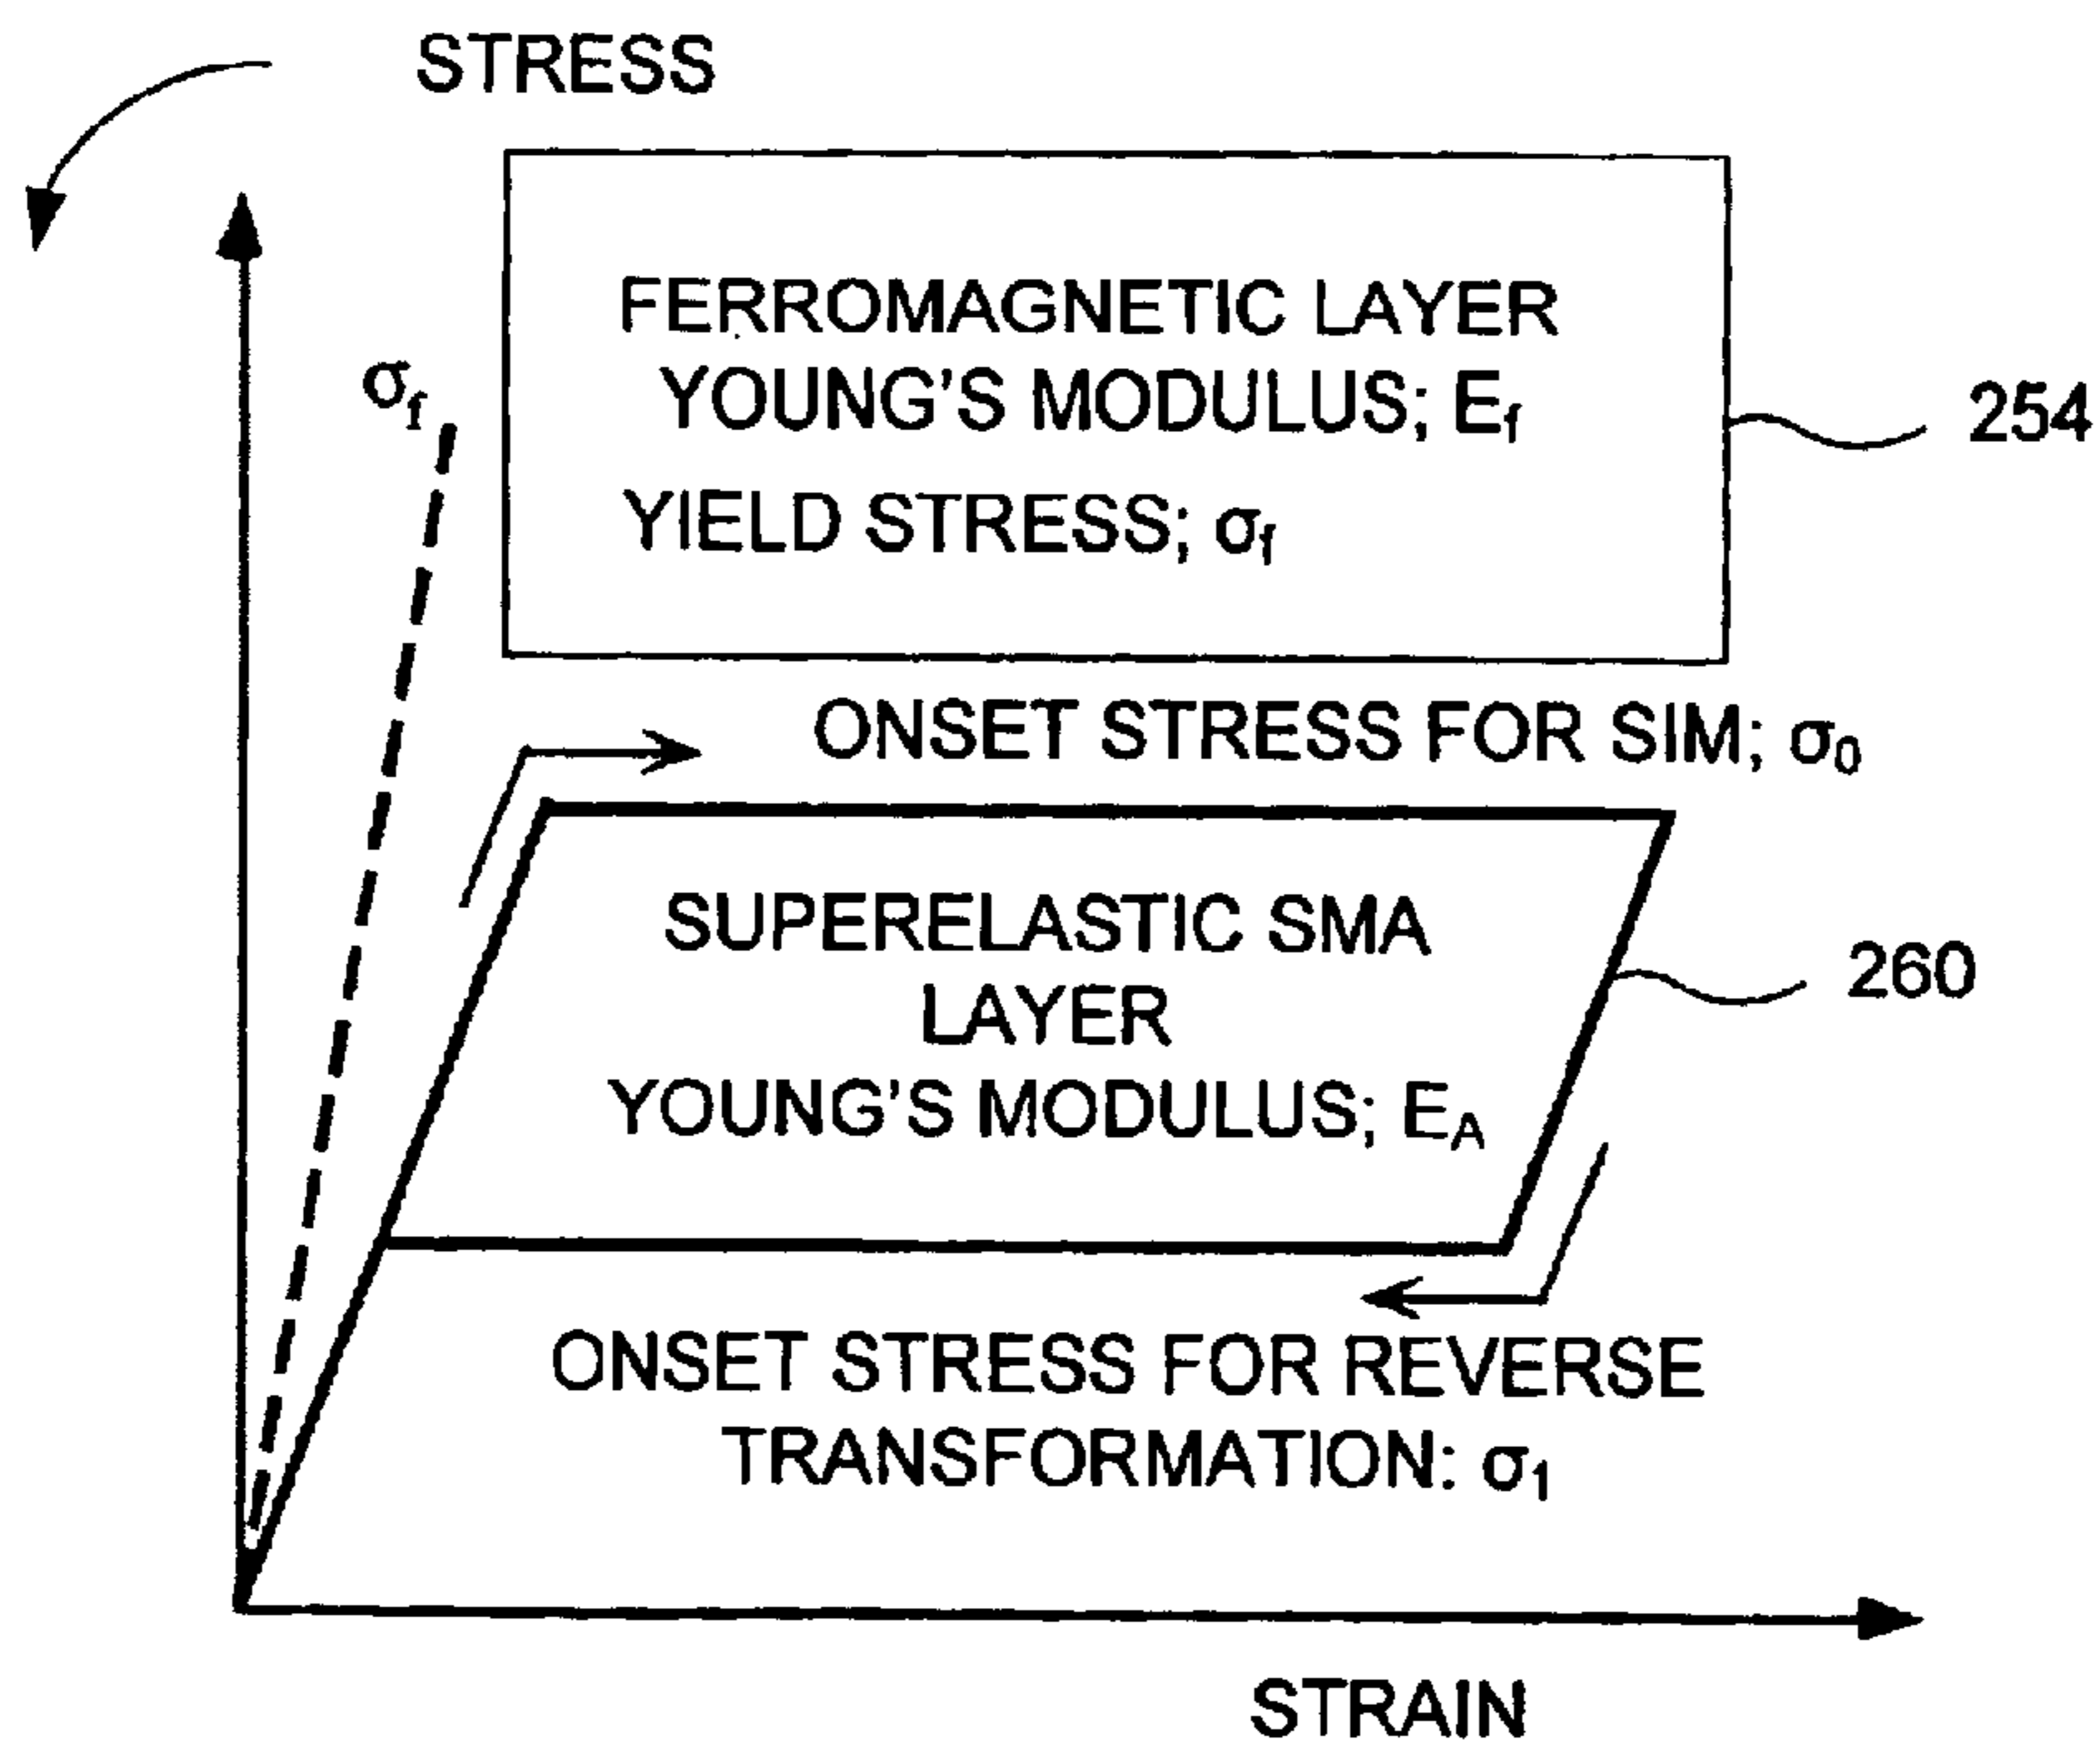 STRESS
σf
FERROMAGNETIC LAYER
YOUNG'S MODULUS; Ef
YIELD STRESS; σf
254
ONSET STRESS FOR SIM; σ0
SUPERELASTIC SMA
LAYER
YOUNG'S MODULUS; EA
260
ONSET STRESS FOR REVERSE
TRANSFORMATION: σ1
STRAIN